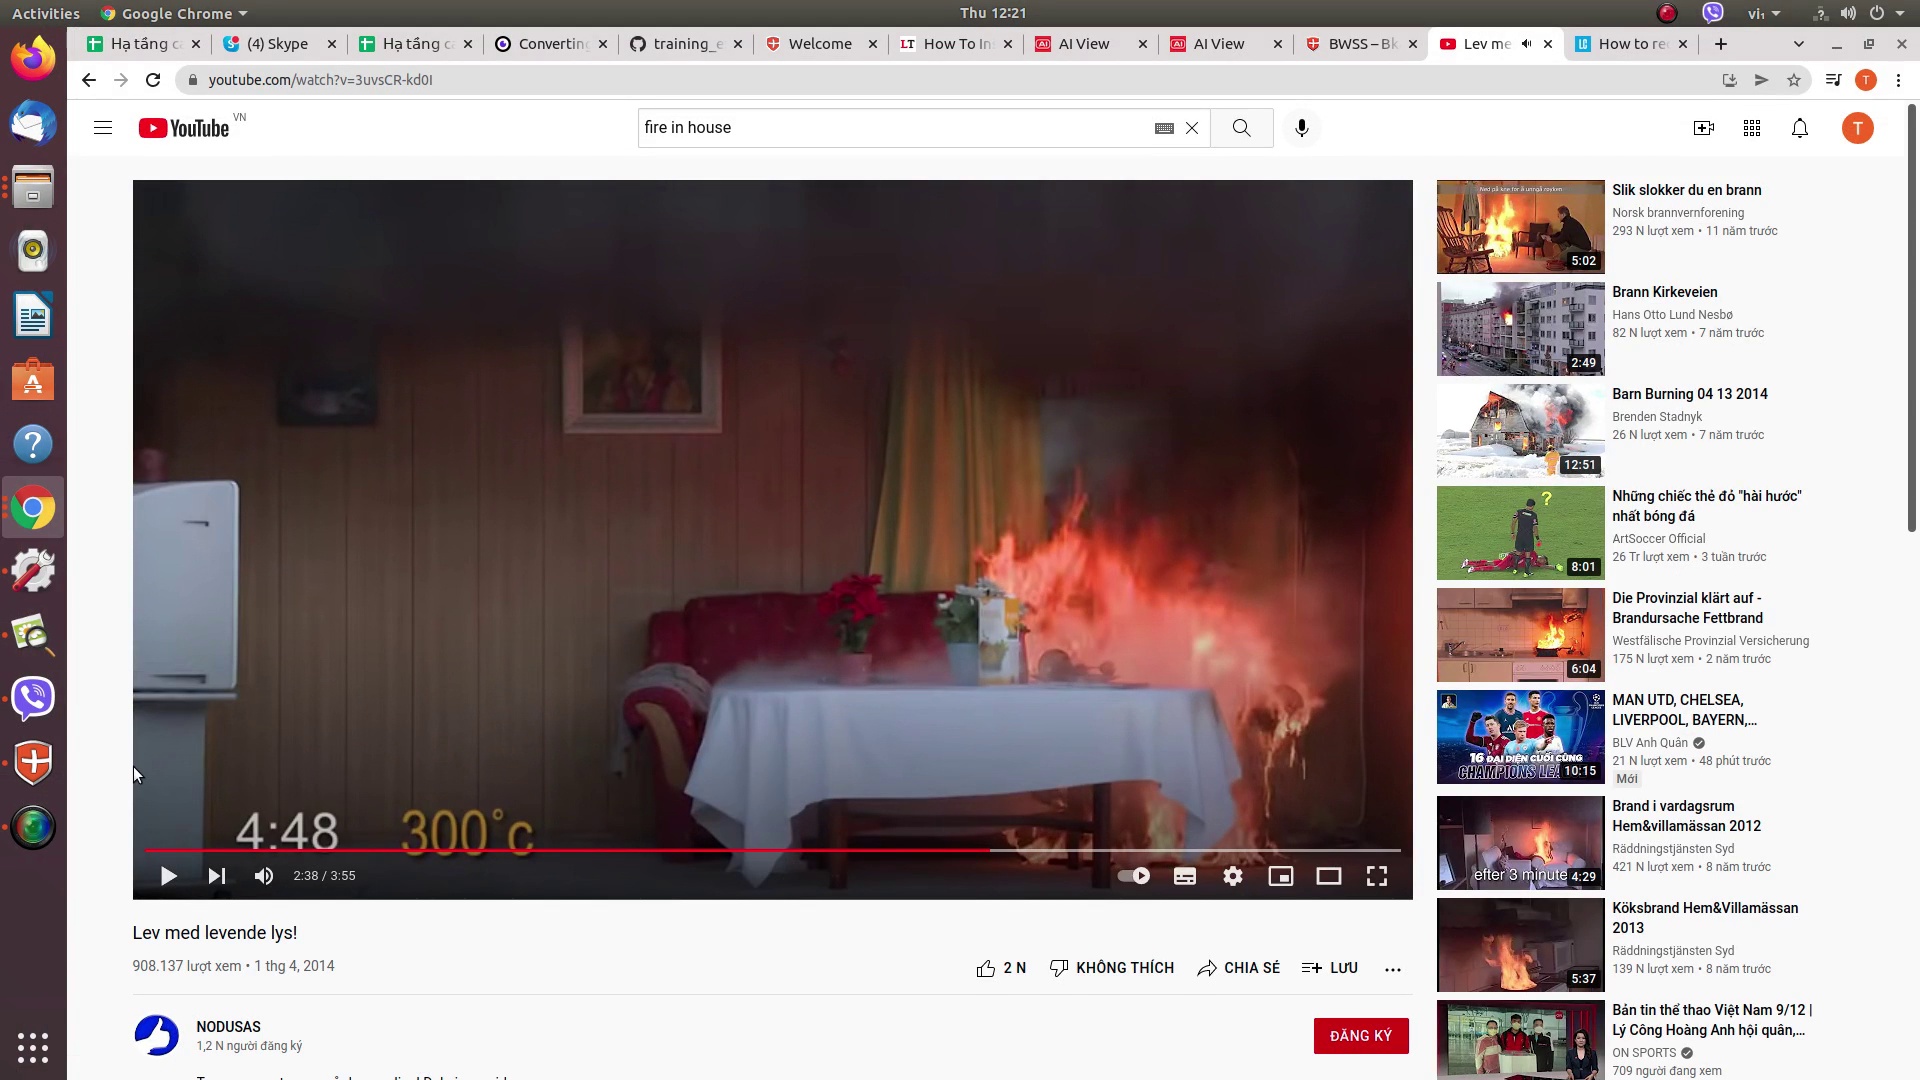 Activities
Google Chrome
Thu 12:21
vi₁
Hạ tầng c
(4) Skype
Hạ tầng c
Converting
training_e
Welcome
How To In
AI View
AI View
BWSS – Bk
Lev me
How to re
youtube.com/watch?v=3uvsCR-kd0I
T
YouTube VN
fire in house
T
4:48
300°c
2:38 / 3:55
Lev med levende lys!
908.137 lượt xem • 1 thg 4, 2014
2 N
KHÔNG THÍCH
CHIA SẺ
LƯU
NODUSAS
1,2 N người đăng ký
ĐĂNG KÝ
Ned på kne for å unngå røyken.
5:02
Slik slokker du en brann
Norsk brannvernforening
293 N lượt xem • 11 năm trước
2:49
Brann Kirkeveien
Hans Otto Lund Nesbø
82 N lượt xem • 7 năm trước
12:51
Barn Burning 04 13 2014
Brenden Stadnyk
26 N lượt xem • 7 năm trước
?
8:01
Những chiếc thẻ đỏ "hài hước"
nhất bóng đá
ArtSoccer Official
26 Tr lượt xem • 3 tuần trước
6:04
Die Provinzial klärt auf -
Brandursache Fettbrand
Westfälische Provinzial Versicherung
175 N lượt xem • 2 năm trước
16 ĐẠI DIỆN CUỐI CÙNG
CHAMPIONS LEA
10:15
MAN UTD, CHELSEA,
LIVERPOOL, BAYERN,...
BLV Anh Quân
21 N lượt xem • 48 phút trước
Mới
efter 3 minute
4:29
Brand i vardagsrum
Hem&villamässan 2012
Räddningstjänsten Syd
421 N lượt xem • 8 năm trước
5:37
Köksbrand Hem&Villamässan
2013
Räddningstjänsten Syd
139 N lượt xem • 8 năm trước
Bản tin thể thao Việt Nam 9/12 |
Lý Công Hoàng Anh hội quân,...
ON SPORTS
709 người đang xem